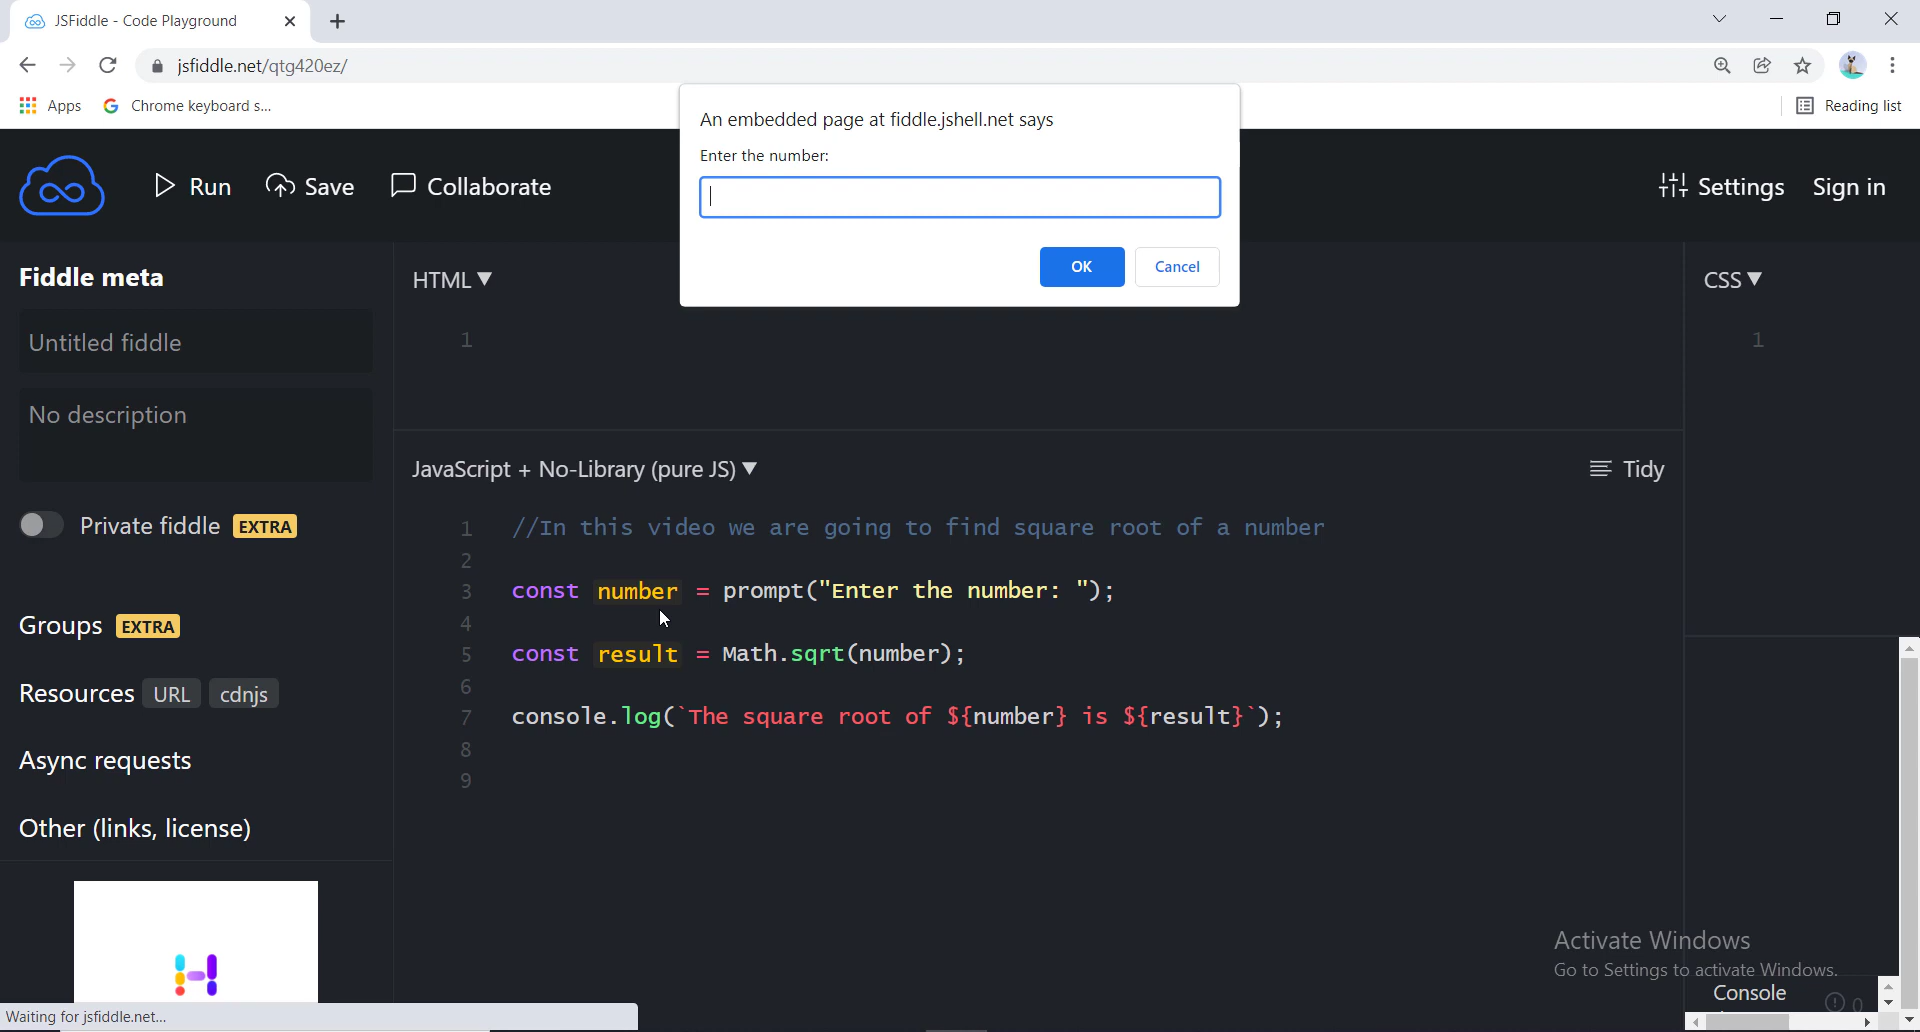 JSFiddle - Code Playground
jsfiddle.net/qtg420ez/
Apps
Chrome keyboard s...
Reading list
An embedded page at fiddle.jshell.net says
Enter the number:
OK
Cancel
Run
Save
Collaborate
Settings
Sign in
Fiddle meta
Untitled fiddle
No description
Private fiddle EXTRA
Groups EXTRA
Resources URL cdnjs
Async requests
Other (links, license)
HTML
1
CSS
1
JavaScript + No-Library (pure JS)
Tidy
1 //In this video we are going to find square root of a number
2
3 const number = prompt("Enter the number: ");
4
5 const result = Math.sqrt(number);
6
7 console.log(`The square root of ${number} is ${result}`);
8
9
Activate Windows
Go to Settings to activate Windows.
Console
0
Waiting for jsfiddle.net...